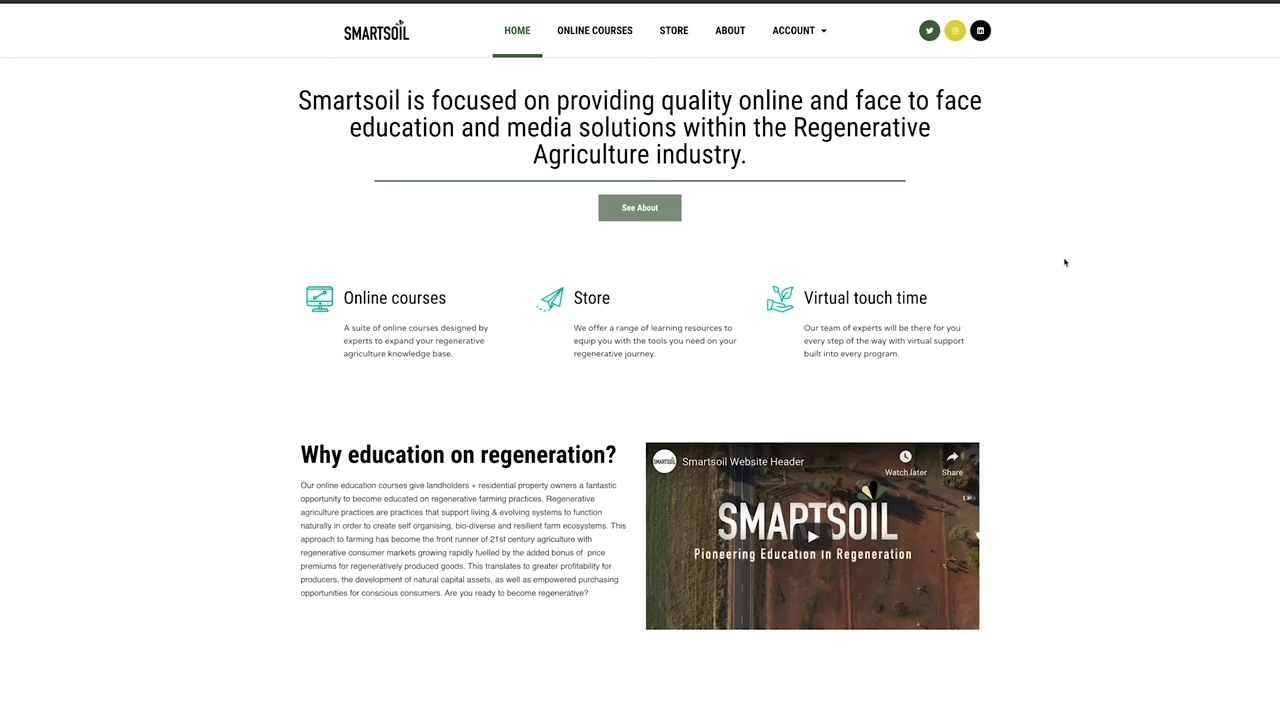 SMARTSOIL
HOME
ONLINE COURSES
STORE
ABOUT
ACCOUNT
Smartsoil is focused on providing quality online and face to face
education and media solutions within the Regenerative
Agriculture industry.
See About
Online courses
A suite of online courses designed by
experts to expand your regenerative
agriculture knowledge base.
Store
We offer a range of learning resources to
equip you with the tools you need on your
regenerative journey.
Virtual touch time
Our team of experts will be there for you
every step of the way with virtual support
built into every program.
Why education on regeneration?
Our online education courses give landholders + residential property owners a fantastic
opportunity to become educated on regenerative farming practices. Regenerative
agriculture practices are practices that support living & evolving systems to function
naturally in order to create self organising, bio-diverse and resilient farm ecosystems. This
approach to farming has become the front runner of 21st century agriculture with
regenerative consumer markets growing rapidly fuelled by the added bonus of price
premiums for regeneratively produced goods. This translates to greater profitability for
producers, the development of natural capital assets, as well as empowered purchasing
opportunities for conscious consumers. Are you ready to become regenerative?
SMARTSOIL
Smartsoil Website Header
Watch later
Share
SMARTSOIL
Pioneering Education in Regeneration